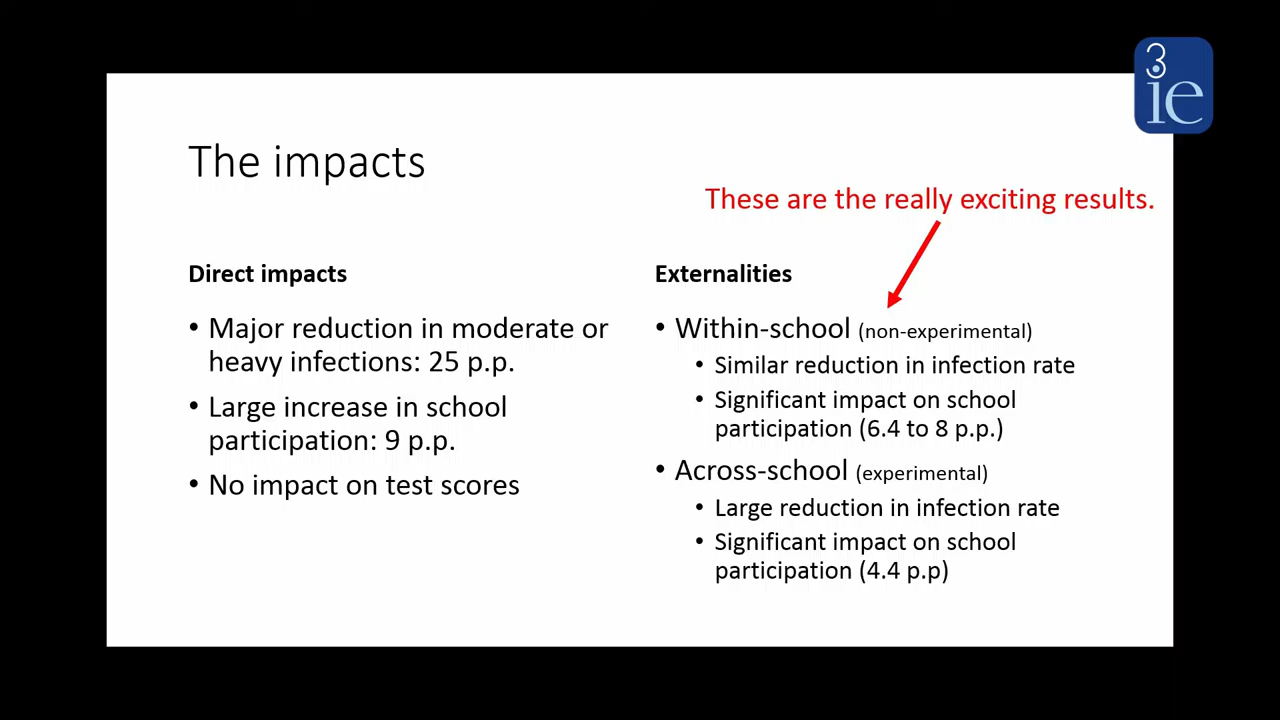 3
ie
The impacts
These are the really exciting results.
Direct impacts
• Major reduction in moderate or
heavy infections: 25 p.p.
• Large increase in school
participation: 9 p.p.
• No impact on test scores
Externalities
• Within-school (non-experimental)
• Similar reduction in infection rate
• Significant impact on school
participation (6.4 to 8 p.p.)
• Across-school (experimental)
• Large reduction in infection rate
• Significant impact on school
participation (4.4 p.p)